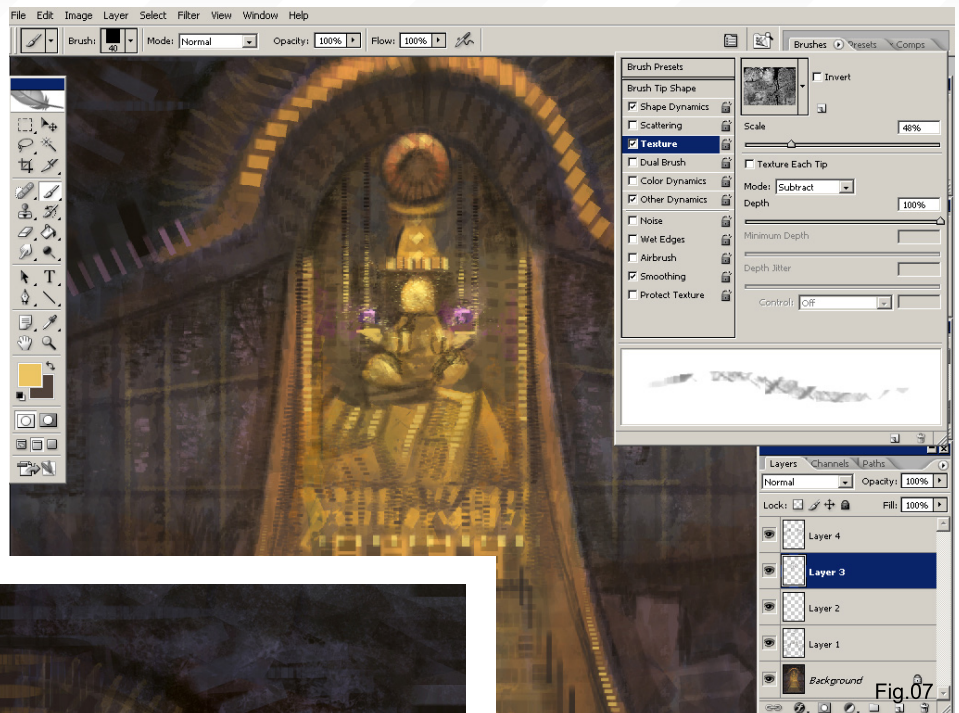 File Edit Image Layer Select Filter View Window Help
Brush: 40 Mode: Normal Opacity: 100% Flow: 100%
Brushes Presets Comps
Brush Presets
Brush Tip Shape
Shape Dynamics
Scattering
Texture
Dual Brush
Color Dynamics
Other Dynamics
Noise
Wet Edges
Airbrush
Smoothing
Protect Texture
Invert
Scale 48%
Texture Each Tip
Mode: Subtract
Depth 100%
Minimum Depth
Depth Jitter
Control: Off
Layers Channels Paths
Normal Opacity: 100%
Lock: Fill: 100%
Layer 4
Layer 3
Layer 2
Layer 1
Background
Fig.07